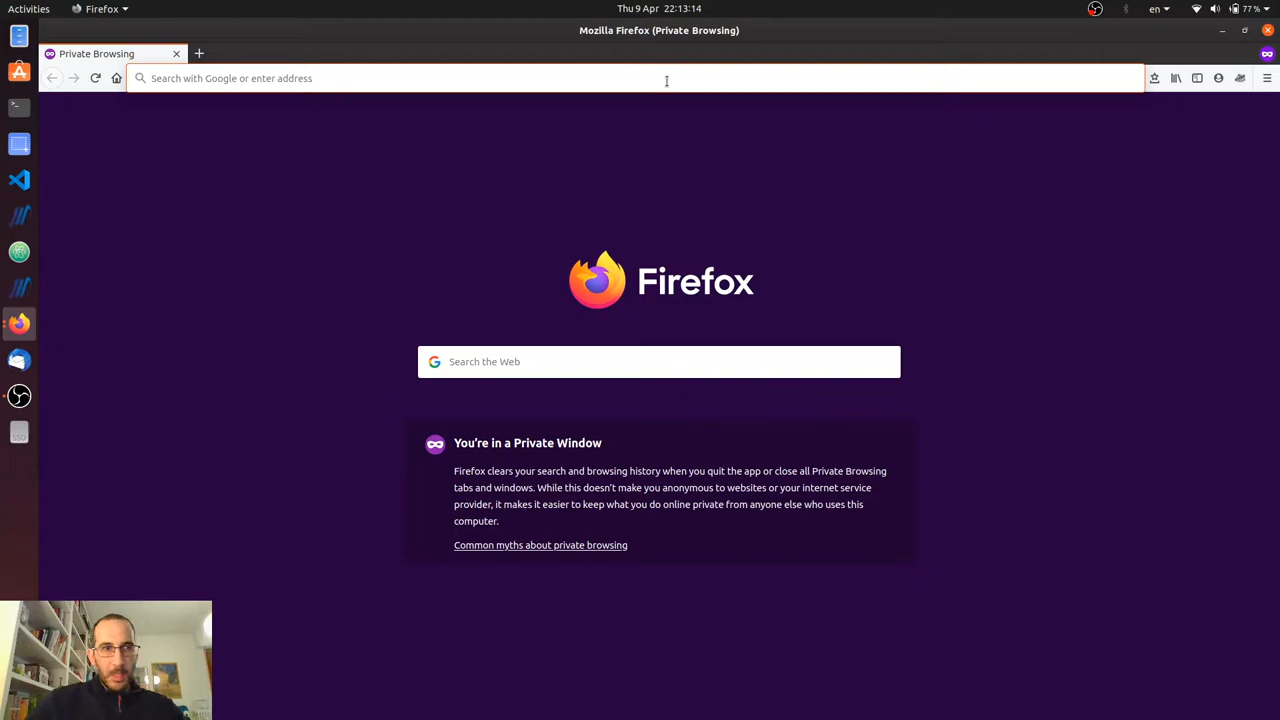 Activities
Firefox
Thu 9 Apr 22:13:14
en
77 %
Mozilla Firefox (Private Browsing)
Private Browsing
Search with Google or enter address
Firefox
Search the Web
You're in a Private Window
Firefox clears your search and browsing history when you quit the app or close all Private Browsing
tabs and windows. While this doesn't make you anonymous to websites or your internet service
provider, it makes it easier to keep what you do online private from anyone else who uses this
computer.
Common myths about private browsing
SSD